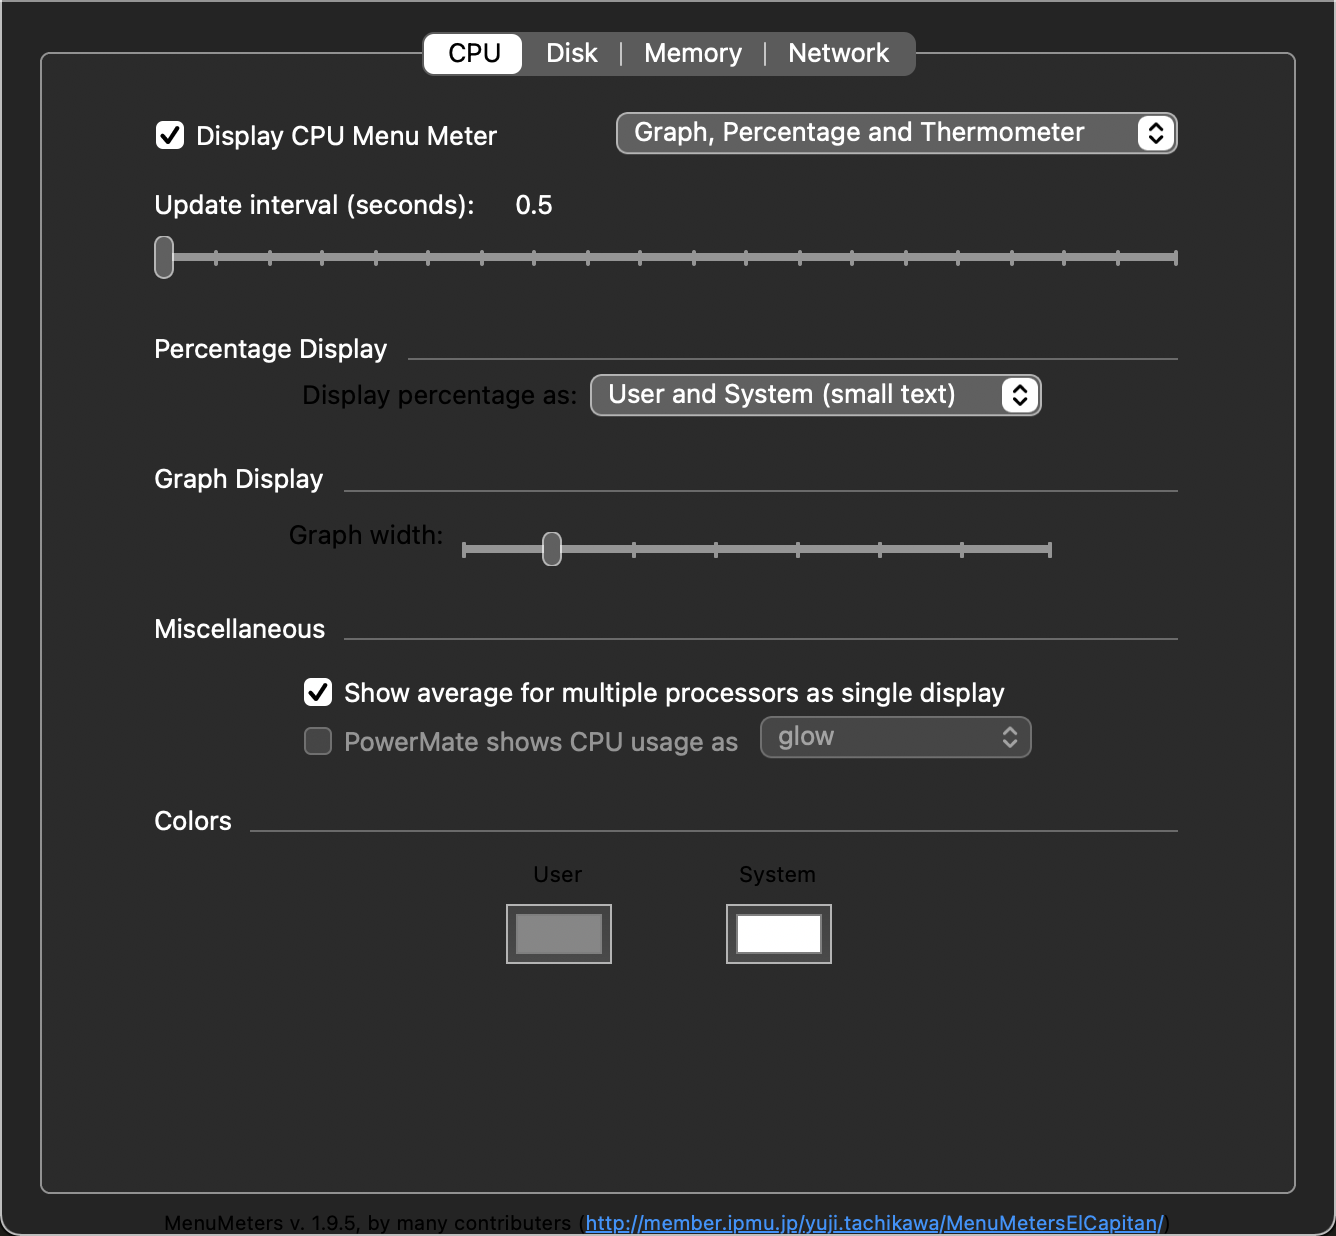 CPU Disk Memory Network
Display CPU Menu Meter Graph, Percentage and Thermometer
Update interval (seconds): 0.5
Percentage Display
Display percentage as: User and System (small text)
Graph Display
Graph width:
Miscellaneous
Show average for multiple processors as single display
PowerMate shows CPU usage as glow
Colors
User System
MenuMeters v. 1.9.5, by many contributors (http://member.ipmu.jp/yuji.tachikawa/MenuMetersElCapitan/)